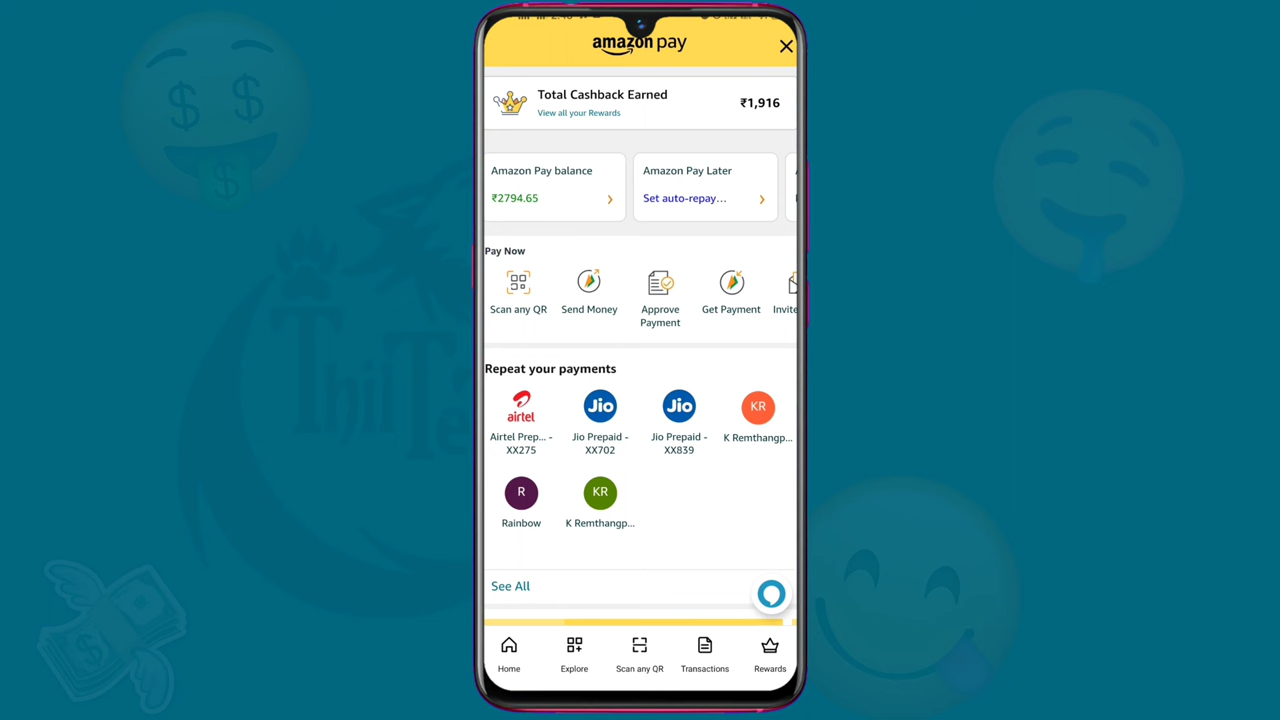 amazon pay
Total Cashback Earned
View all your Rewards
₹1,916
Amazon Pay balance
₹2794.65
Amazon Pay Later
Set auto-repay...
Pay Now
Scan any QR
Send Money
Approve
Payment
Get Payment
Invite
Repeat your payments
airtel
Airtel Prep... -
XX275
Jio
Jio Prepaid -
XX702
Jio
Jio Prepaid -
XX839
KR
K Remthangp...
R
Rainbow
KR
K Remthangp...
See All
Home
Explore
Scan any QR
Transactions
Rewards